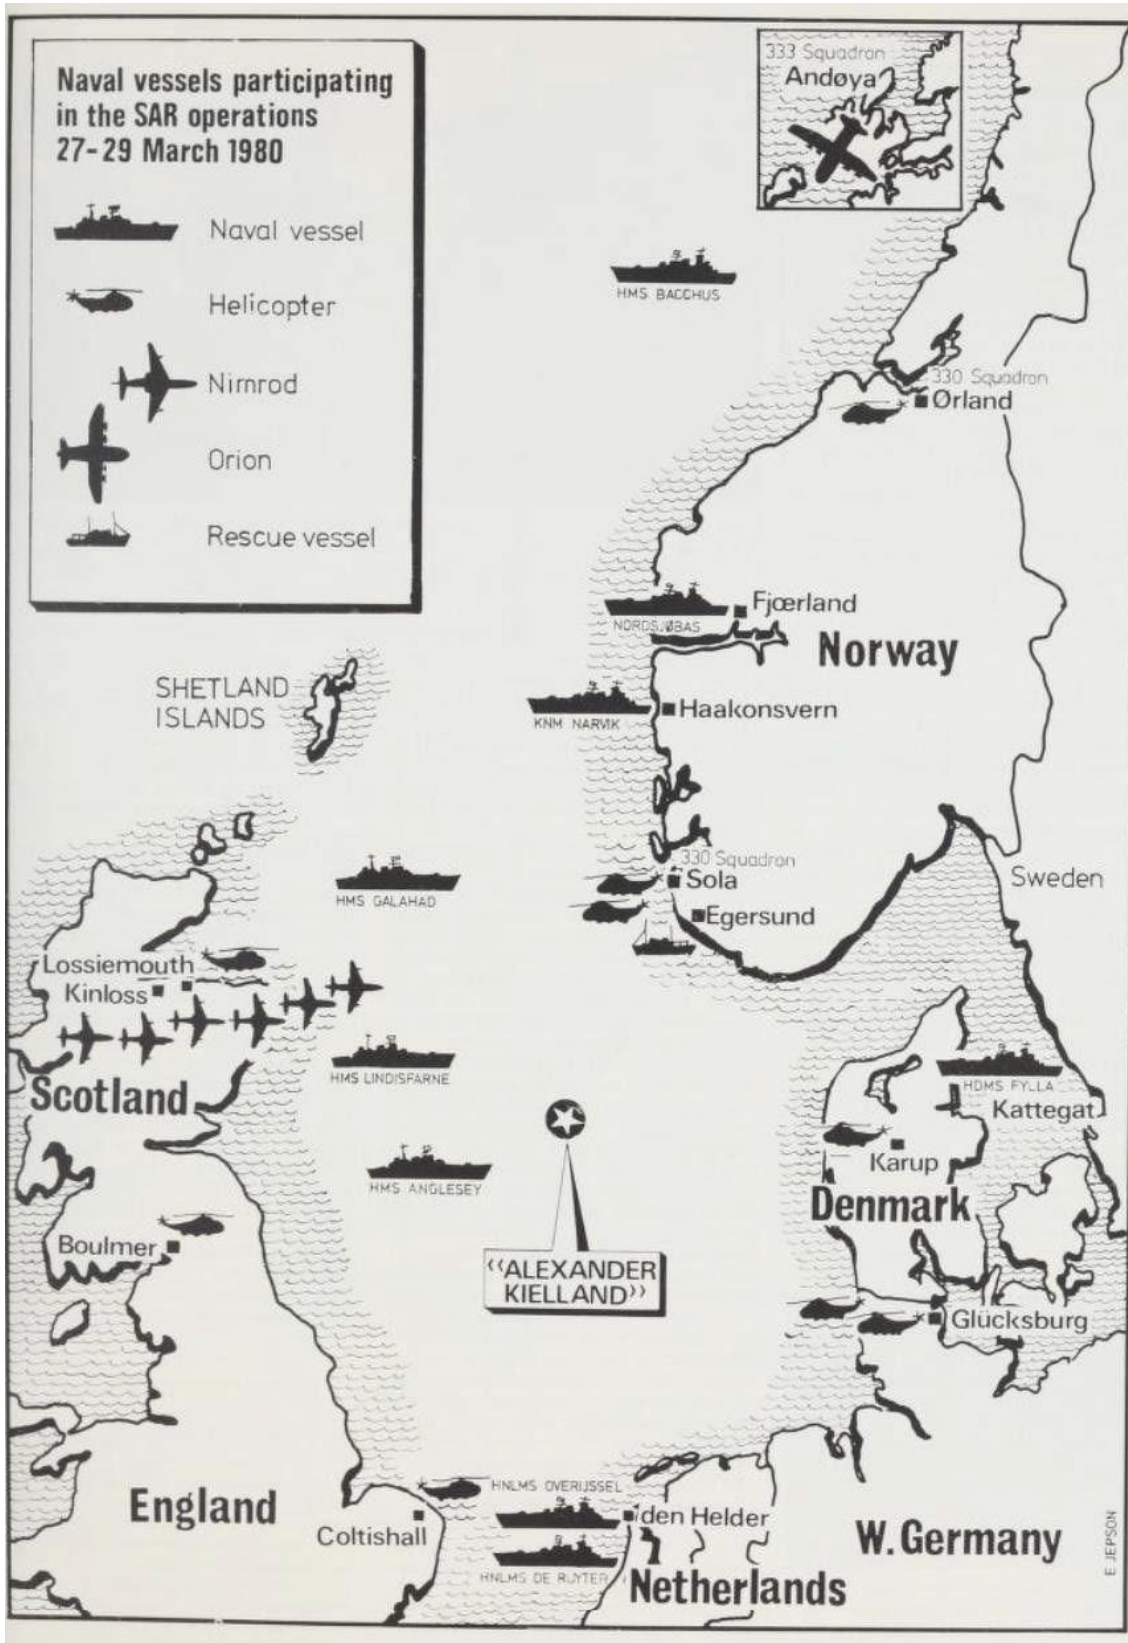 Naval vessels participating
in the SAR operations
27-29 March 1980
Naval vessel
Helicopter
Nimrod
Orion
Rescue vessel
333 Squadron
Andøya
HMS BACCHUS
330 Squadron
Ørland
NORDSJØBAS
Fjærland
Norway
SHETLAND
ISLANDS
KNM NARVIK
Haakonsvern
330 Squadron
Sola
Sweden
HMS GALAHAD
Egersund
Lossiemouth
Kinloss
HMS LINDISFARNE
Scotland
HDMS FYLLA
Kattegat
Karup
HMS ANGLESEY
Denmark
Boulmer
"ALEXANDER
KIELLAND"
Glücksburg
HNLMS OVERIJSSEL
England
Coltishall
den Helder
W. Germany
HNLMS DE RUYTER
Netherlands
E JEPSON